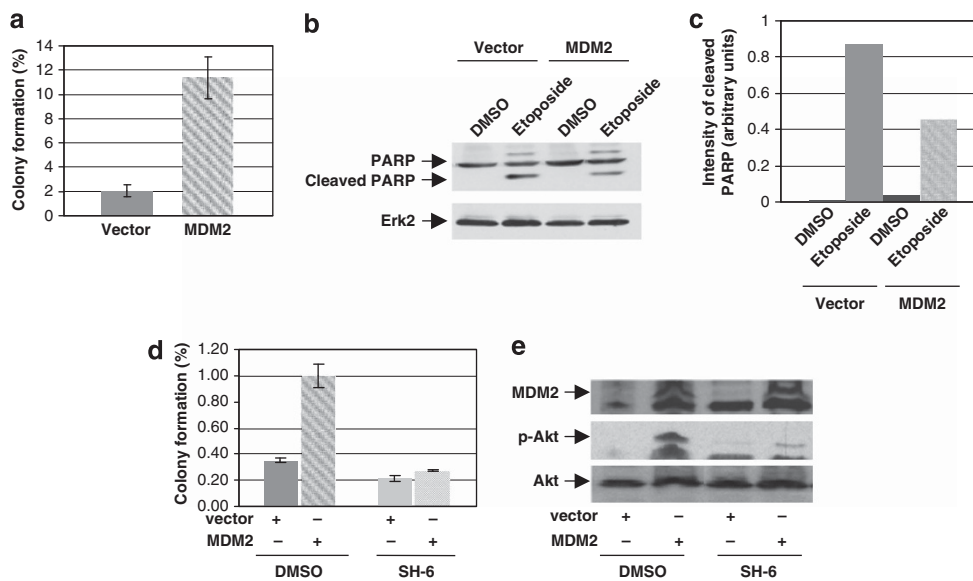 a
Colony formation (%)
14
12
10
8
6
4
2
0
Vector MDM2
b
Vector MDM2
DMSO Etoposide DMSO Etoposide
PARP
Cleaved PARP
Erk2
c
Intensity of cleaved
PARP (arbitrary units)
1
0.8
0.6
0.4
0.2
0
DMSO Etoposide DMSO Etoposide
Vector MDM2
d
Colony formation (%)
1.20
1.00
0.80
0.60
0.40
0.20
0.00
vector + – + –
MDM2 – + – +
DMSO SH-6
e
MDM2
p-Akt
Akt
vector + – + –
MDM2 – + – +
DMSO SH-6